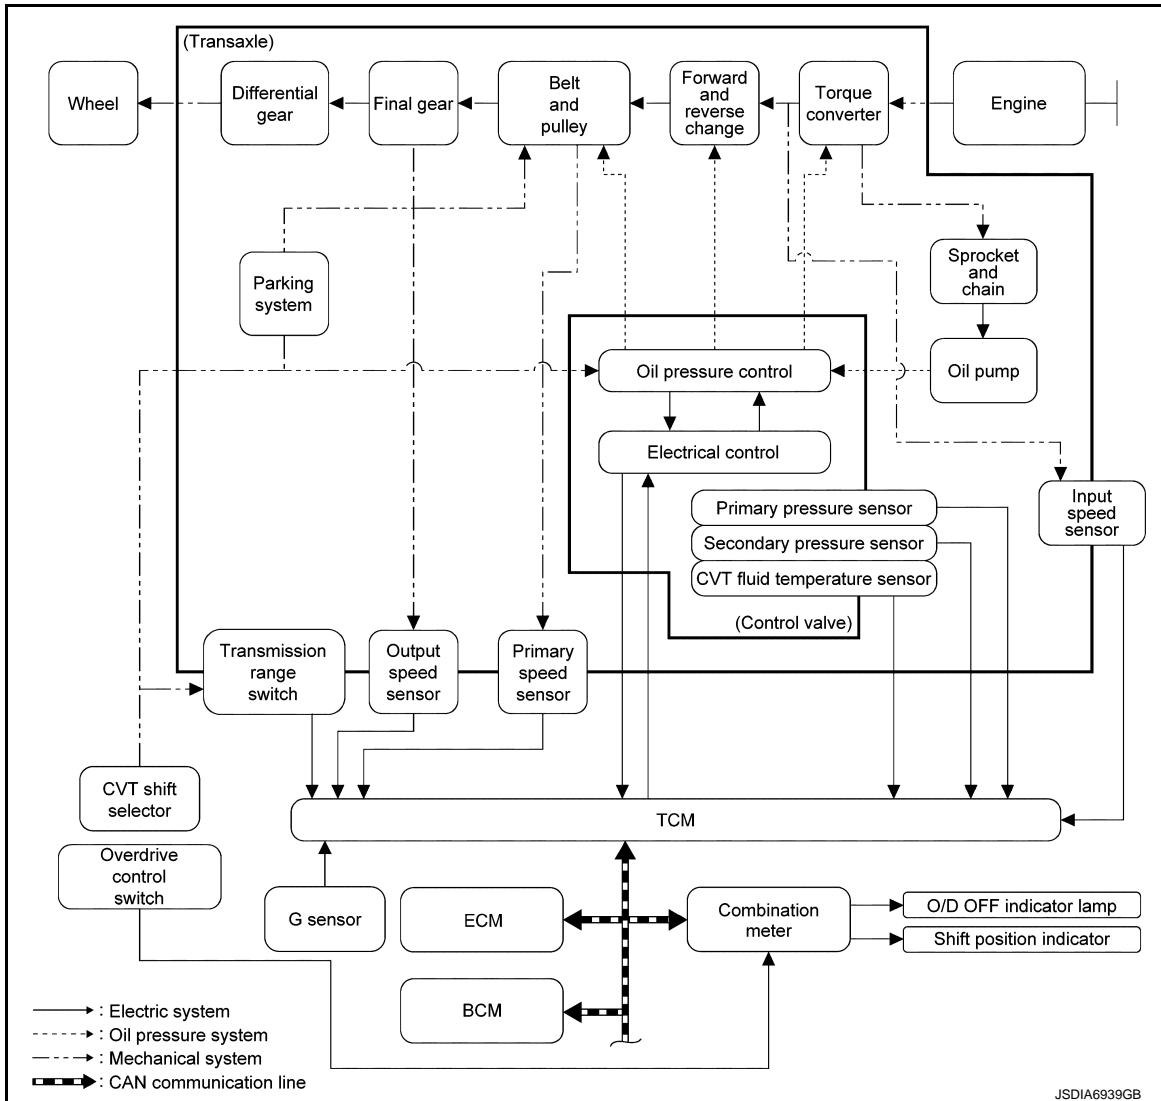 (Transaxle)
Wheel
Differential
gear
Final gear
Belt
and
pulley
Forward
and
reverse
change
Torque
converter
Engine
Parking
system
Sprocket
and
chain
Oil pressure control
Oil pump
Electrical control
Primary pressure sensor
Secondary pressure sensor
CVT fluid temperature sensor
(Control valve)
Input
speed
sensor
Transmission
range
switch
Output
speed
sensor
Primary
speed
sensor
CVT shift
selector
TCM
Overdrive
control
switch
G sensor
ECM
Combination
meter
O/D OFF indicator lamp
Shift position indicator
BCM
: Electric system
: Oil pressure system
: Mechanical system
: CAN communication line
JSDIA6939GB